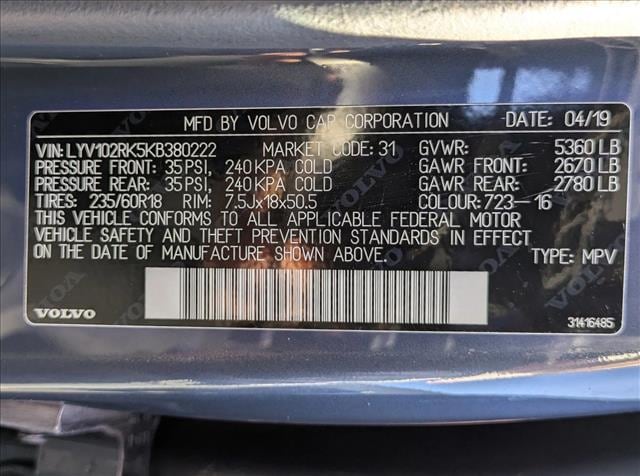 MFD BY VOLVO CAR CORPORATION DATE: 04/19
VIN: LYV102RK5KB380222 MARKET CODE: 31 GVWR: 5360 LB
PRESSURE FRONT: 35 PSI, 240 KPA COLD GAWR FRONT: 2670 LB
PRESSURE REAR: 35 PSI, 240 KPA COLD GAWR REAR: 2780 LB
TIRES: 235/60R18 RIM: 7.5Jx18x50.5 COLOUR: 723-16
THIS VEHICLE CONFORMS TO ALL APPLICABLE FEDERAL MOTOR
VEHICLE SAFETY AND THEFT PREVENTION STANDARDS IN EFFECT
ON THE DATE OF MANUFACTURE SHOWN ABOVE. TYPE: MPV
VOLVO 31416485